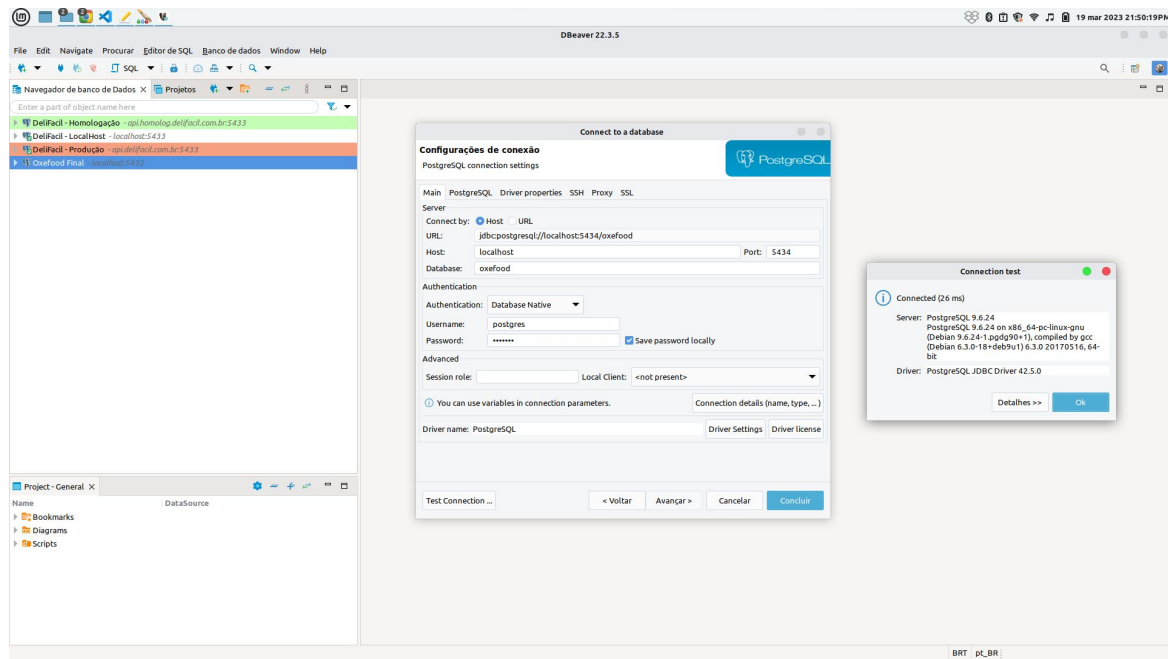 19 mar 2023 21:50:19PM
DBeaver 22.3.5
File Edit Navigate Procurar Editor de SQL Banco de dados Window Help
SQL
Navegador de banco de Dados Projetos
Enter a part of object name here
DeliFacil - Homologação - api.homolog.delifacil.com.br:5433
DeliFacil - LocalHost - localhost:5433
DeliFacil - Produção - api.delifacil.com.br:5433
Oxefood Final - localhost:5432
Project - General
Name DataSource
Bookmarks
Diagrams
Scripts
Connect to a database
Configurações de conexão
PostgreSQL connection settings
PostgreSQL
Main PostgreSQL Driver properties SSH Proxy SSL
Server
Connect by: Host URL
URL: jdbc:postgresql://localhost:5434/oxefood
Host: localhost Port: 5434
Database: oxefood
Authentication
Authentication: Database Native
Username: postgres
Password: •••••••
Save password locally
Advanced
Session role: Local Client: <not present>
You can use variables in connection parameters. Connection details (name, type, ... )
Driver name: PostgreSQL Driver Settings Driver license
Test Connection ... < Voltar Avançar > Cancelar Concluir
Connection test
Connected (26 ms)
Server: PostgreSQL 9.6.24
PostgreSQL 9.6.24 on x86_64-pc-linux-gnu
(Debian 9.6.24-1.pgdg90+1), compiled by gcc
(Debian 6.3.0-18+deb9u1) 6.3.0 20170516, 64-
bit
Driver: PostgreSQL JDBC Driver 42.5.0
Detalhes >> Ok
BRT pt_BR